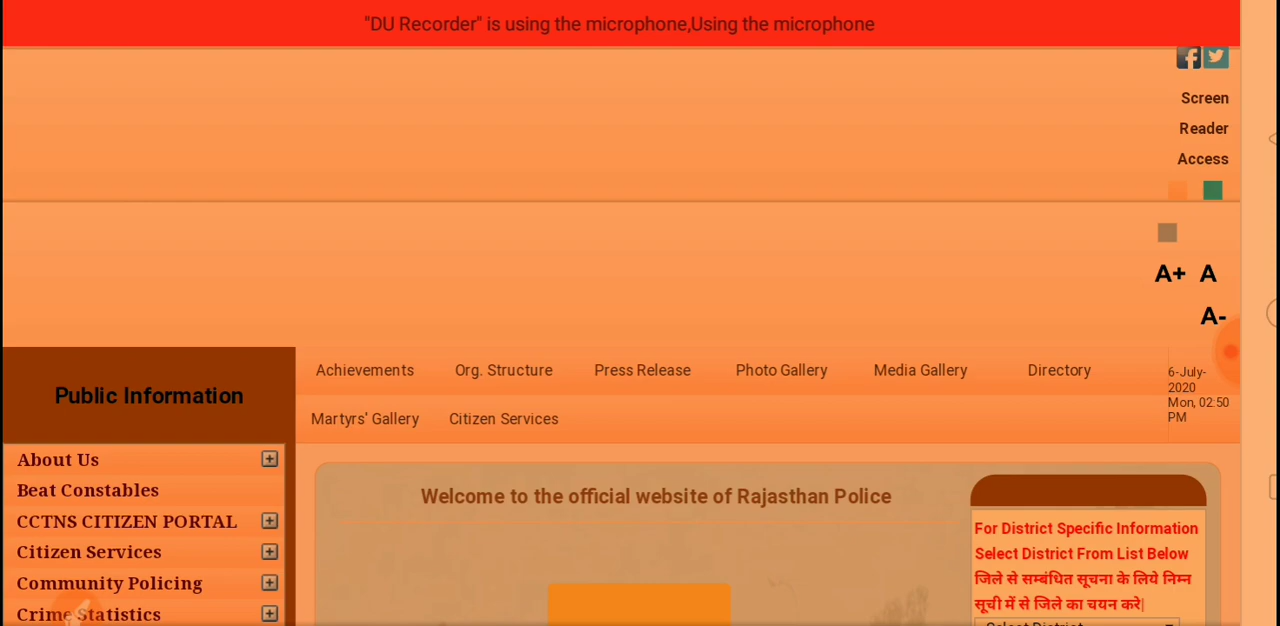 "DU Recorder" is using the microphone,Using the microphone
Screen
Reader
Access
A+ A
A-
Public Information
Achievements Org. Structure Press Release Photo Gallery Media Gallery Directory
Martyrs' Gallery Citizen Services
6-July-
2020
Mon, 02:50
PM
About Us
Beat Constables
CCTNS CITIZEN PORTAL
Citizen Services
Community Policing
Crime Statistics
Welcome to the official website of Rajasthan Police
For District Specific Information
Select District From List Below
जिले से सम्बंधित सूचना के लिये निम्न
सूची में से जिले का चयन करे|
Select District